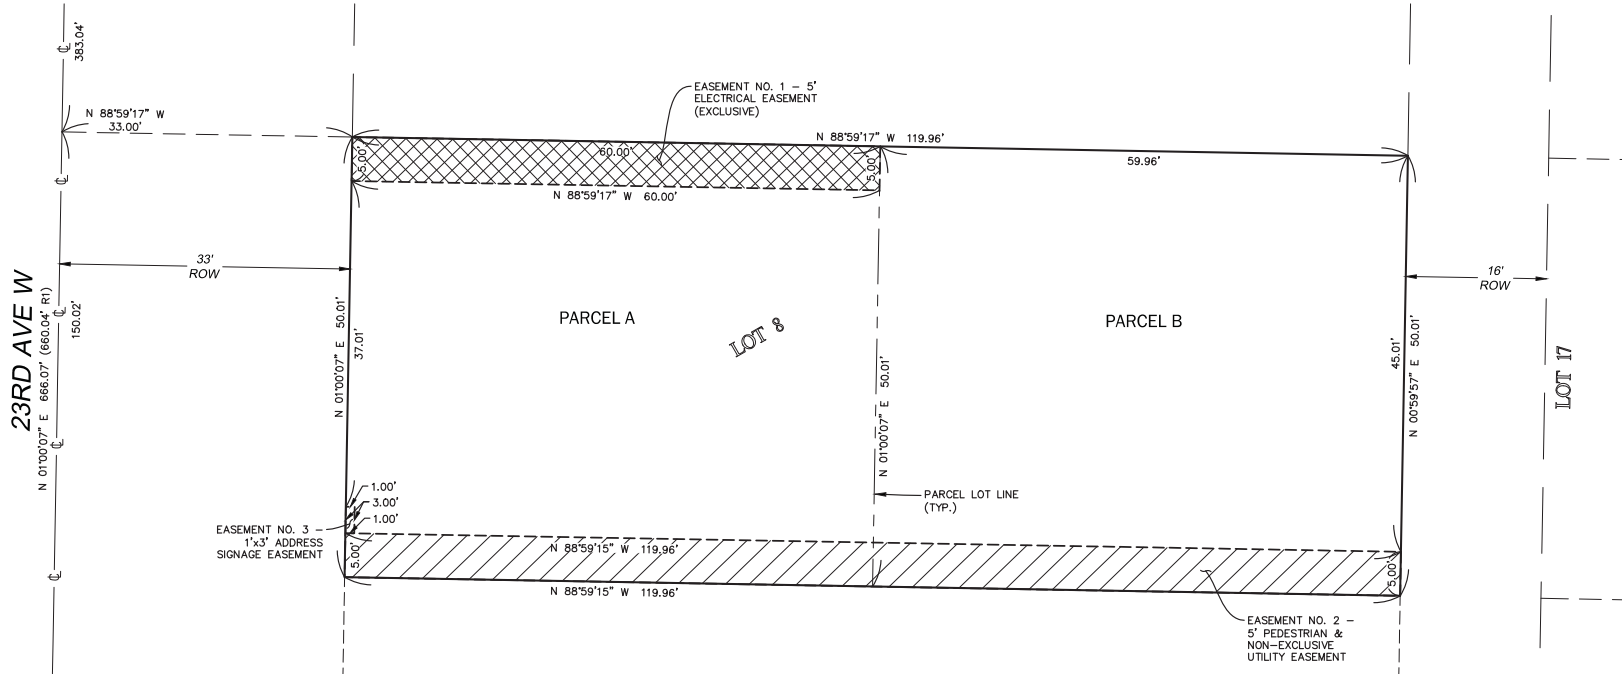 383.04'
EASEMENT NO. 1 – 5'
ELECTRICAL EASEMENT
(EXCLUSIVE)
N 88°59'17" W
33.00'
N 88°59'17" W 119.96'
60.00'
5.00'
5.00'
59.96'
N 88°59'17" W 60.00'
33'
ROW
16'
ROW
23RD AVE W
N 01°00'07" E 666.07' (660.04' R1)
150.02'
N 01°00'07" E 50.01'
37.01'
PARCEL A
LOT 8
PARCEL B
N 01°00'07" E 50.01'
45.01'
N 00°59'57" E 50.01'
LOT 17
1.00'
3.00'
1.00'
PARCEL LOT LINE
(TYP.)
EASEMENT NO. 3 –
1'x3' ADDRESS
SIGNAGE EASEMENT
5.00'
N 88°59'15" W 119.96'
5.00'
N 88°59'15" W 119.96'
EASEMENT NO. 2 –
5' PEDESTRIAN &
NON–EXCLUSIVE
UTILITY EASEMENT